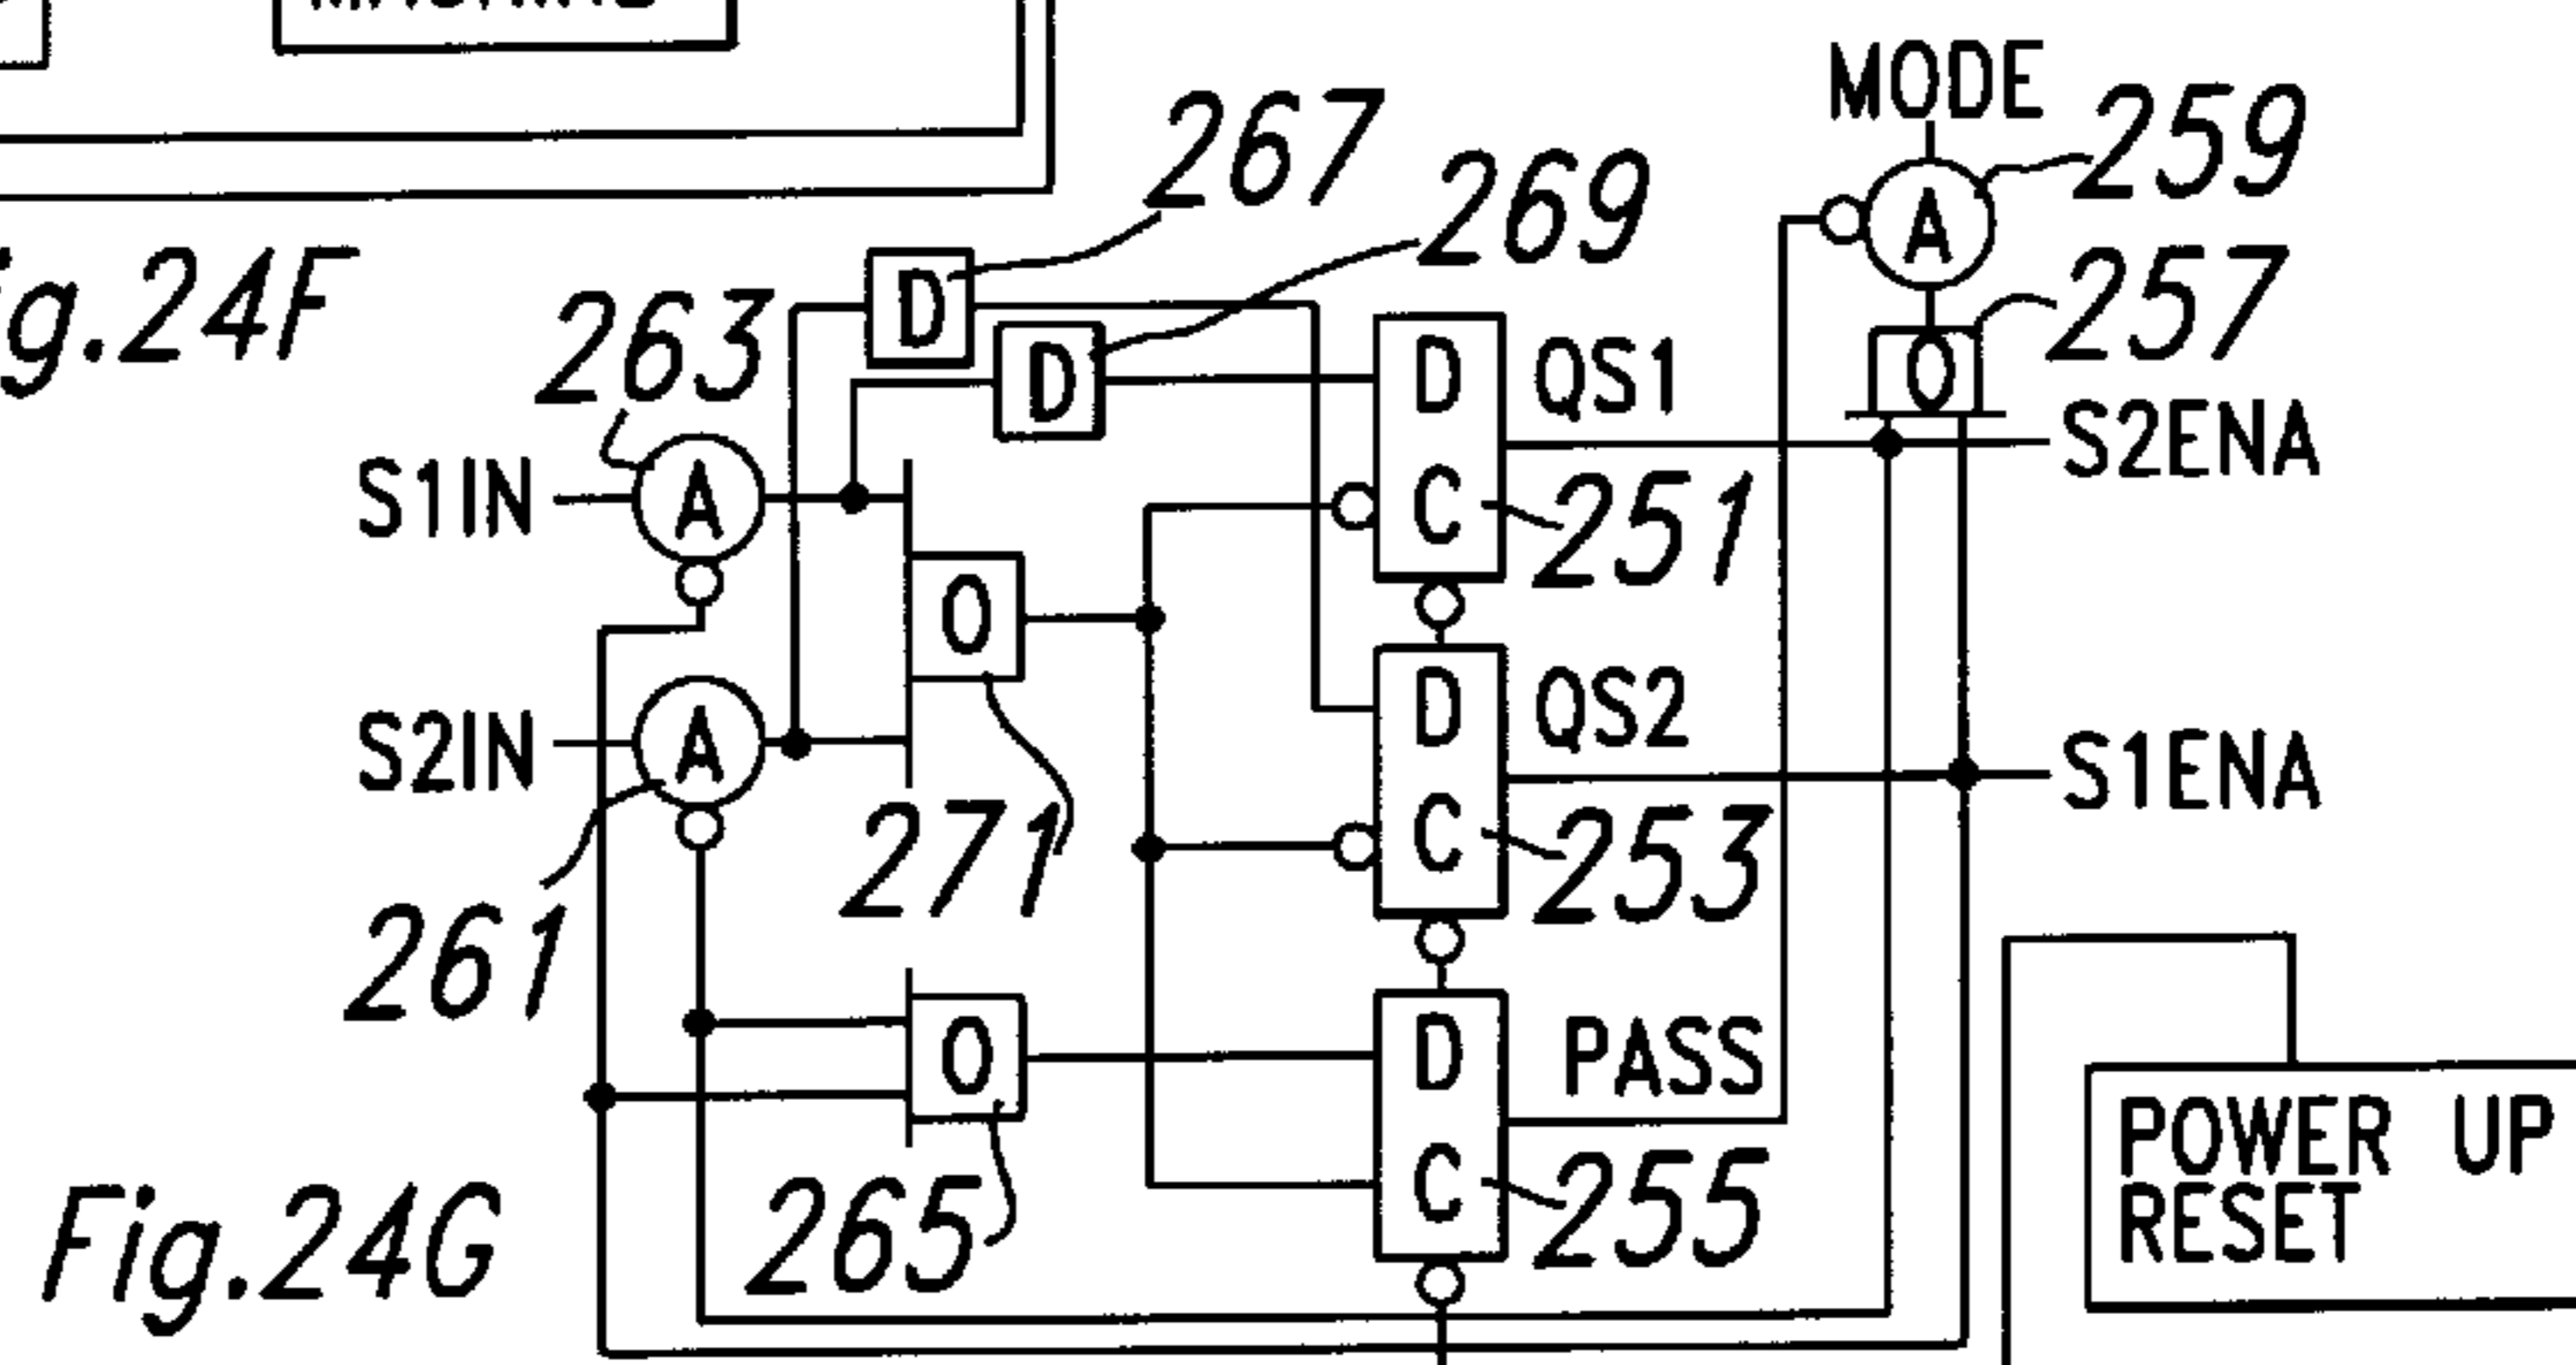 MODE
267
259
269
263
257
D
A
D
O
D
QS1
S2ENA
S1IN
A
C
251
O
D
QS2
S2IN
A
S1ENA
C
253
271
261
O
D
PASS
265
C
255
POWER UP
RESET
Fig.24G
g.24F